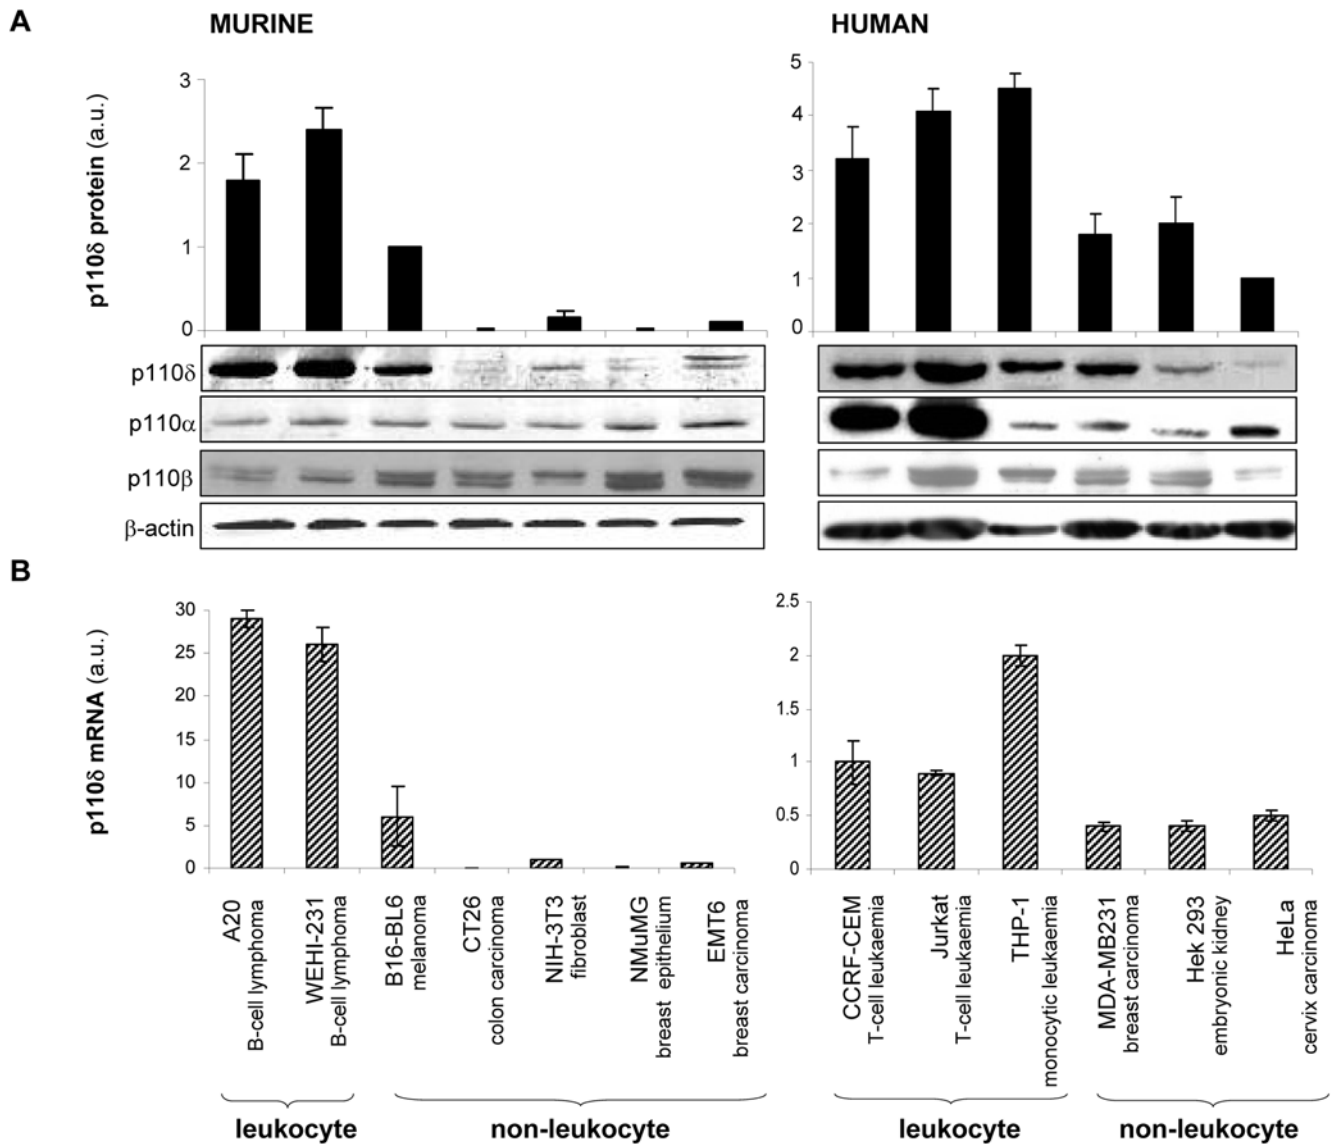 A
MURINE
HUMAN
p110δ protein (a.u.)
3
2
1
0
5
4
3
2
1
0
p110δ
p110α
p110β
β-actin
B
p110δ mRNA (a.u.)
30
25
20
15
10
5
0
2.5
2
1.5
1
0.5
0
A20
B-cell lymphoma
WEHI-231
B-cell lymphoma
B16-BL6
melanoma
CT26
colon carcinoma
NIH-3T3
fibroblast
NMuMG
breast epithelium
EMT6
breast carcinoma
CCRF-CEM
T-cell leukaemia
Jurkat
T-cell leukaemia
THP-1
monocytic leukaemia
MDA-MB231
breast carcinoma
Hek 293
embryonic kidney
HeLa
cervix carcinoma
leukocyte
non-leukocyte
leukocyte
non-leukocyte